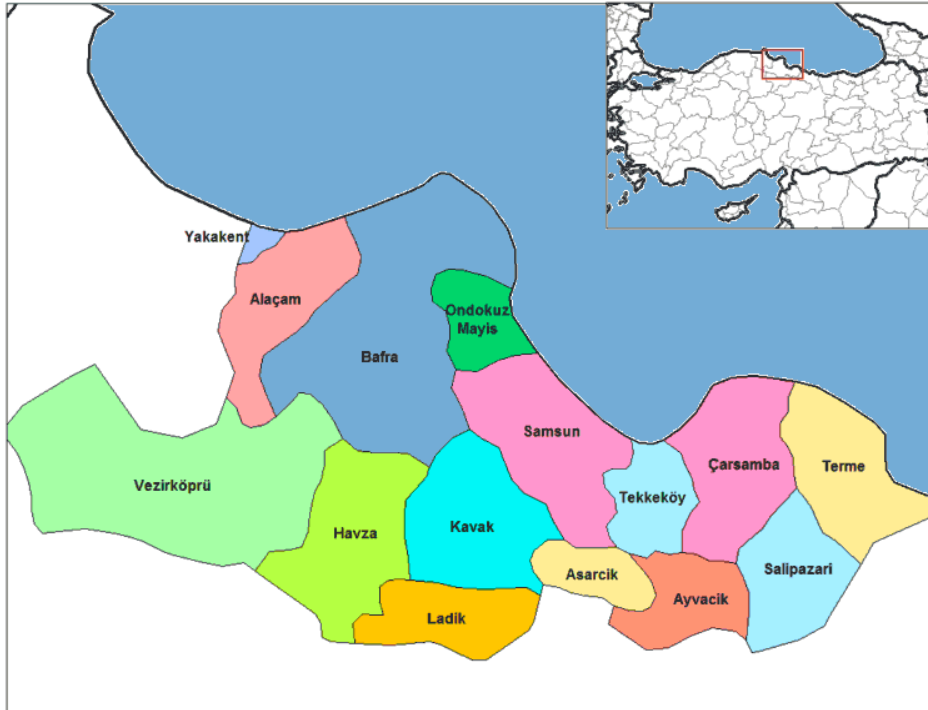 Yakakent
Alaçam
Ondokuz
Mayis
Bafra
Samsun
Çarsamba
Terme
Vezirköprü
Tekkeköy
Havza
Kavak
Asarcik
Salipazari
Ayvacik
Ladik